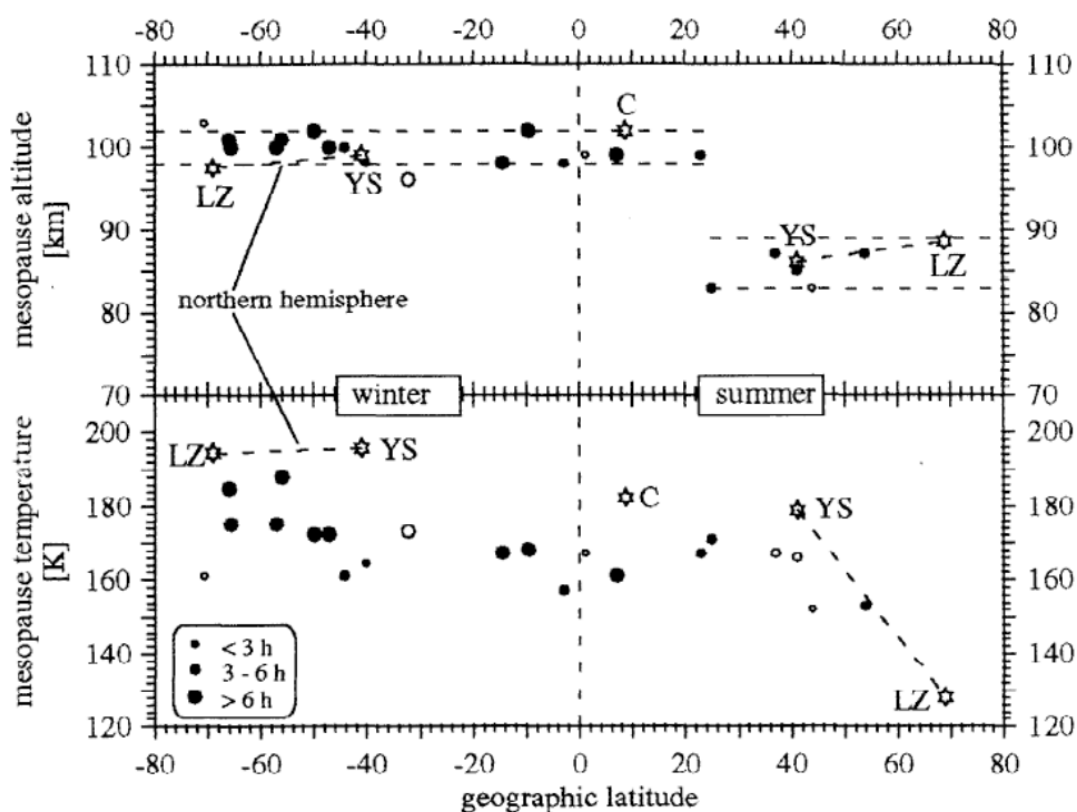 -80 -60 -40 -20 0 20 40 60 80
110 110
C
100 100
LZ YS
90 90
YS
LZ
northern hemisphere
80 80
mesopause altitude
[km]
70 winter summer 70
200 200
LZ YS
C YS
180 180
160 160
mesopause temperature
[K]
< 3 h
140 140
3 - 6 h
> 6 h
LZ
120 120
-80 -60 -40 -20 0 20 40 60 80
geographic latitude